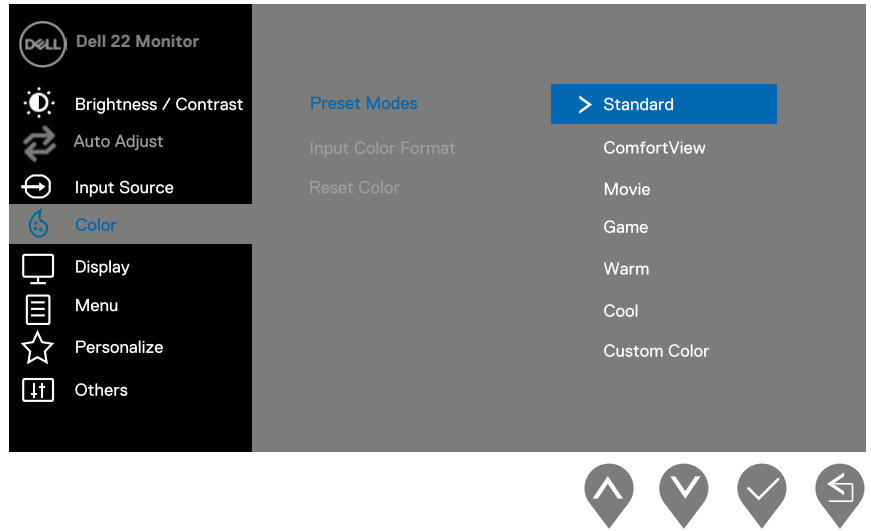 DELL
Dell 22 Monitor
Brightness / Contrast
Auto Adjust
Input Source
Color
Display
Menu
Personalize
Others
Preset Modes
Input Color Format
Reset Color
Standard
ComfortView
Movie
Game
Warm
Cool
Custom Color